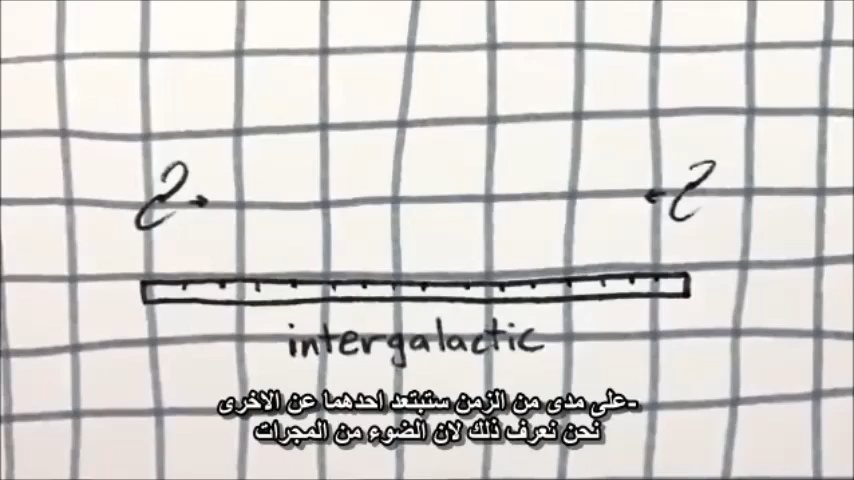 intergalactic
-على مدى من الزمن ستبتعد احدهما عن الاخرى
نحن نعرف ذلك لان الضوء من المجرات